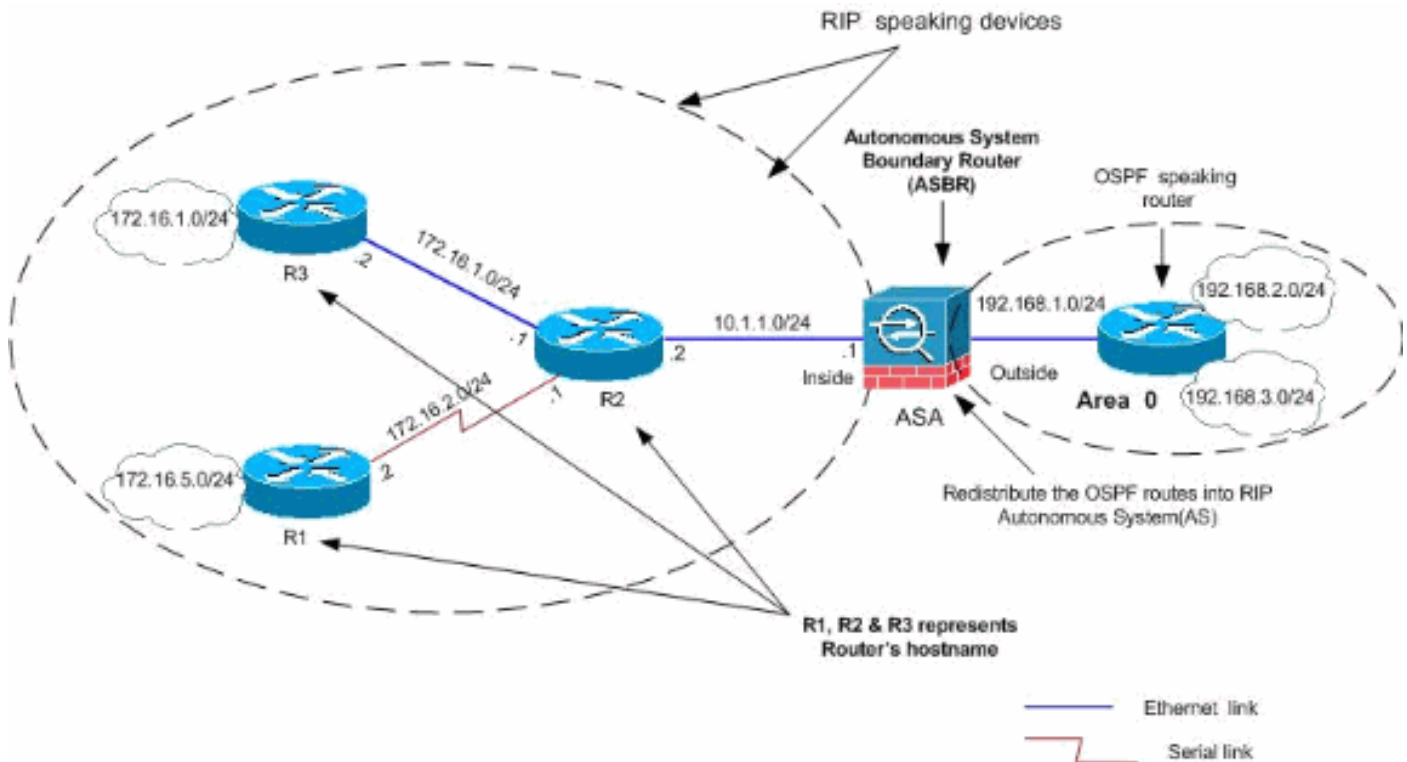 RIP speaking devices
Autonomous System
Boundary Router
(ASBR)
OSPF speaking
router
172.16.1.0/24
R3
.2
172.16.1.0/24
.1
192.168.1.0/24
192.168.2.0/24
10.1.1.0/24
.2
.1
Inside
Outside
ASA
R2
.1
172.16.2.0/24
.2
Area 0
192.168.3.0/24
172.16.5.0/24
R1
Redistribute the OSPF routes into RIP
Autonomous System(AS)
R1, R2 & R3 represents
Router's hostname
Ethernet link
Serial link